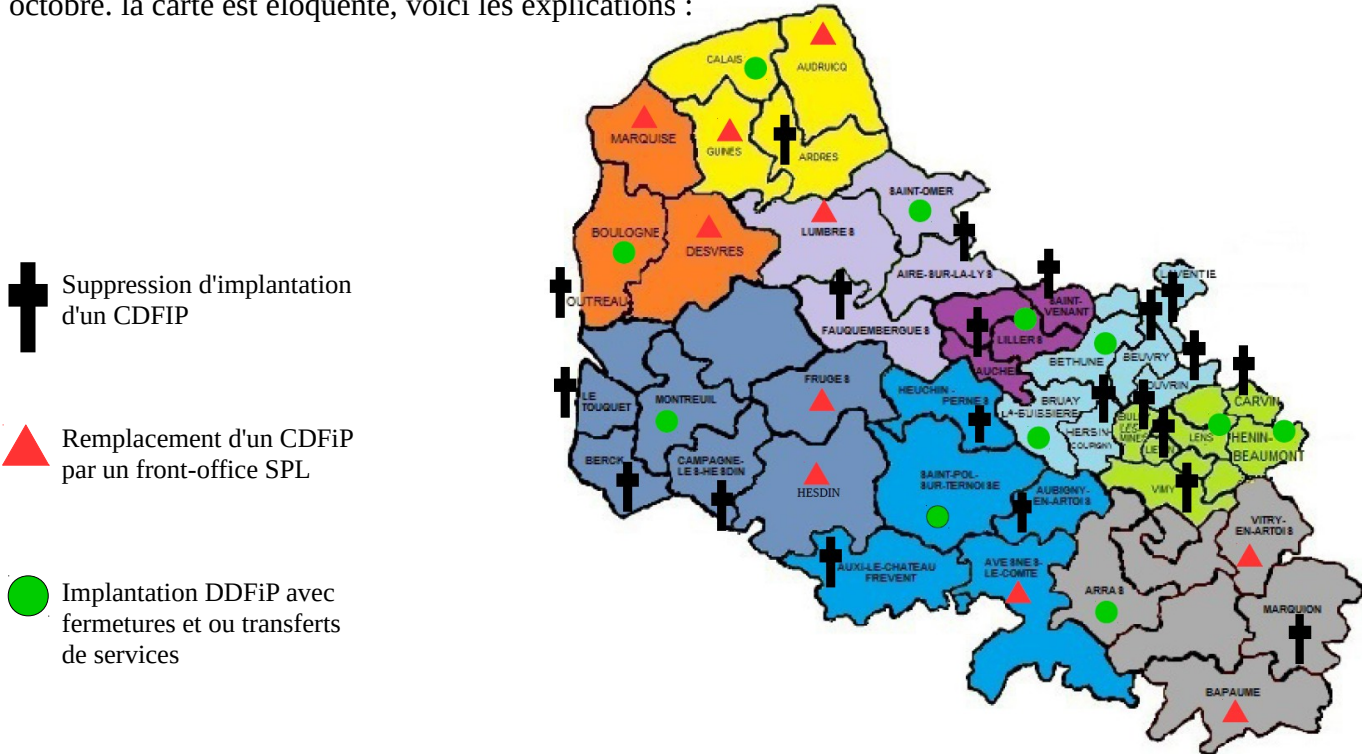 octobre. la carte est éloquente, voici les explications :
Suppression d'implantation
d'un CDFIP
Remplacement d'un CDFiP
par un front-office SPL
Implantation DDFiP avec
fermetures et ou transferts
de services
CALAIS
AUDRUICQ
MARQUISE
GUINES
ARDRES
SAINT-OMER
BOULOGNE
DESVRES
LUMBRES
AIRE-SUR-LA-LYS
OUTREAU
FAUQUEMBERGUES
SAINT-
VENANT
LILLERS
BETHUNE
BEUVRY
LE
TOUQUET
MONTREUIL
FRUGES
HEUCHIN -
PERNES
BRUAY
LA-BUISSIERE
HERSIN-
COUPIGNY
LES-
MINES
LENS
CARVIN
HENIN-
BEAUMONT
BERCK
CAMPAGNE-
LES-HESDIN
HESDIN
SAINT-POL-
SUR-TERNOISE
AUBIGNY-
EN-ARTOIS
VIMY
VITRY-
EN-ARTOIS
AUXI-LE-CHATEAU
FREVENT
AVESNES-
LE-COMTE
ARRAS
MARQUION
BAPAUME